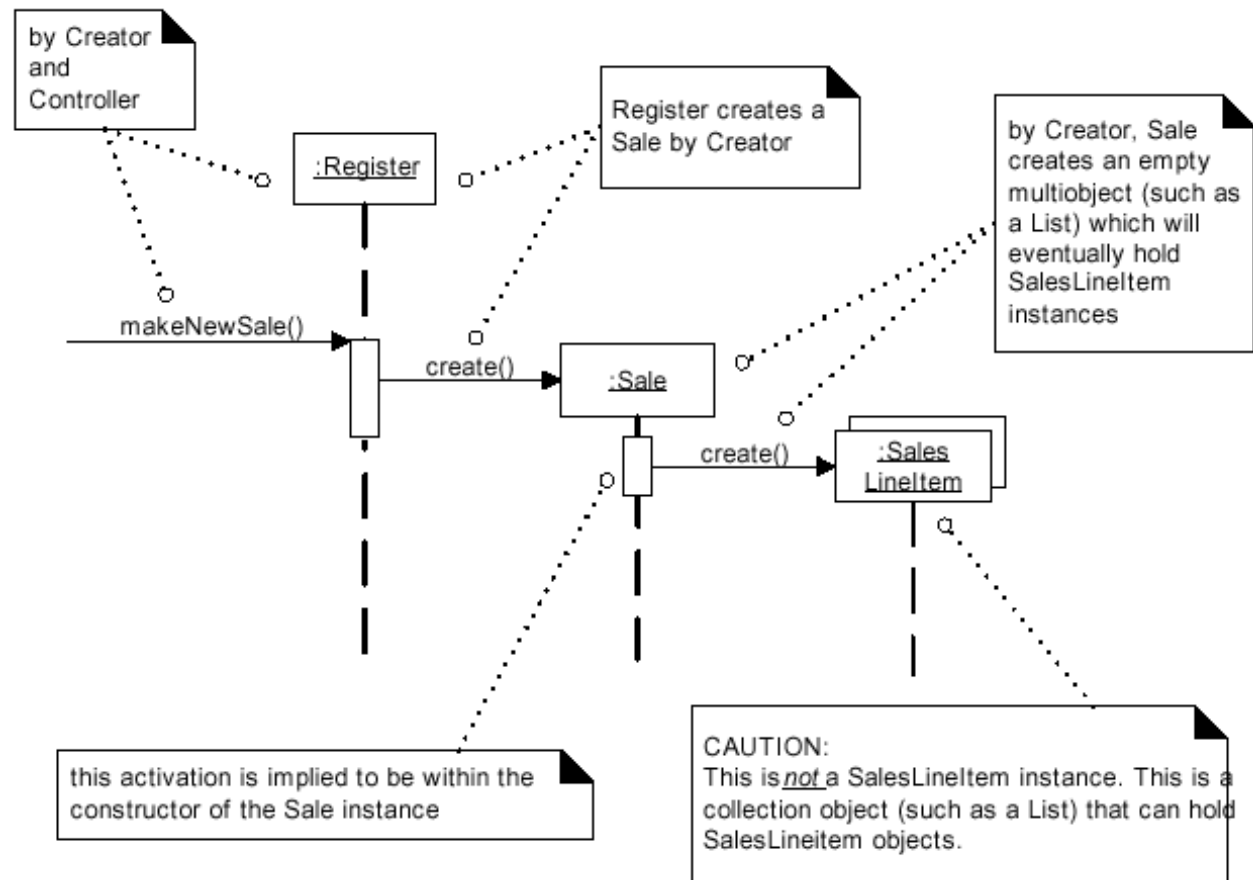 by Creator
and
Controller
Register creates a
Sale by Creator
by Creator, Sale
creates an empty
multiobject (such as
a List) which will
eventually hold
SalesLineItem
instances
:Register
makeNewSale()
create()
:Sale
create()
:Sales
LineItem
this activation is implied to be within the
constructor of the Sale instance
CAUTION:
This is not a SalesLineItem instance. This is a
collection object (such as a List) that can hold
SalesLineitem objects.